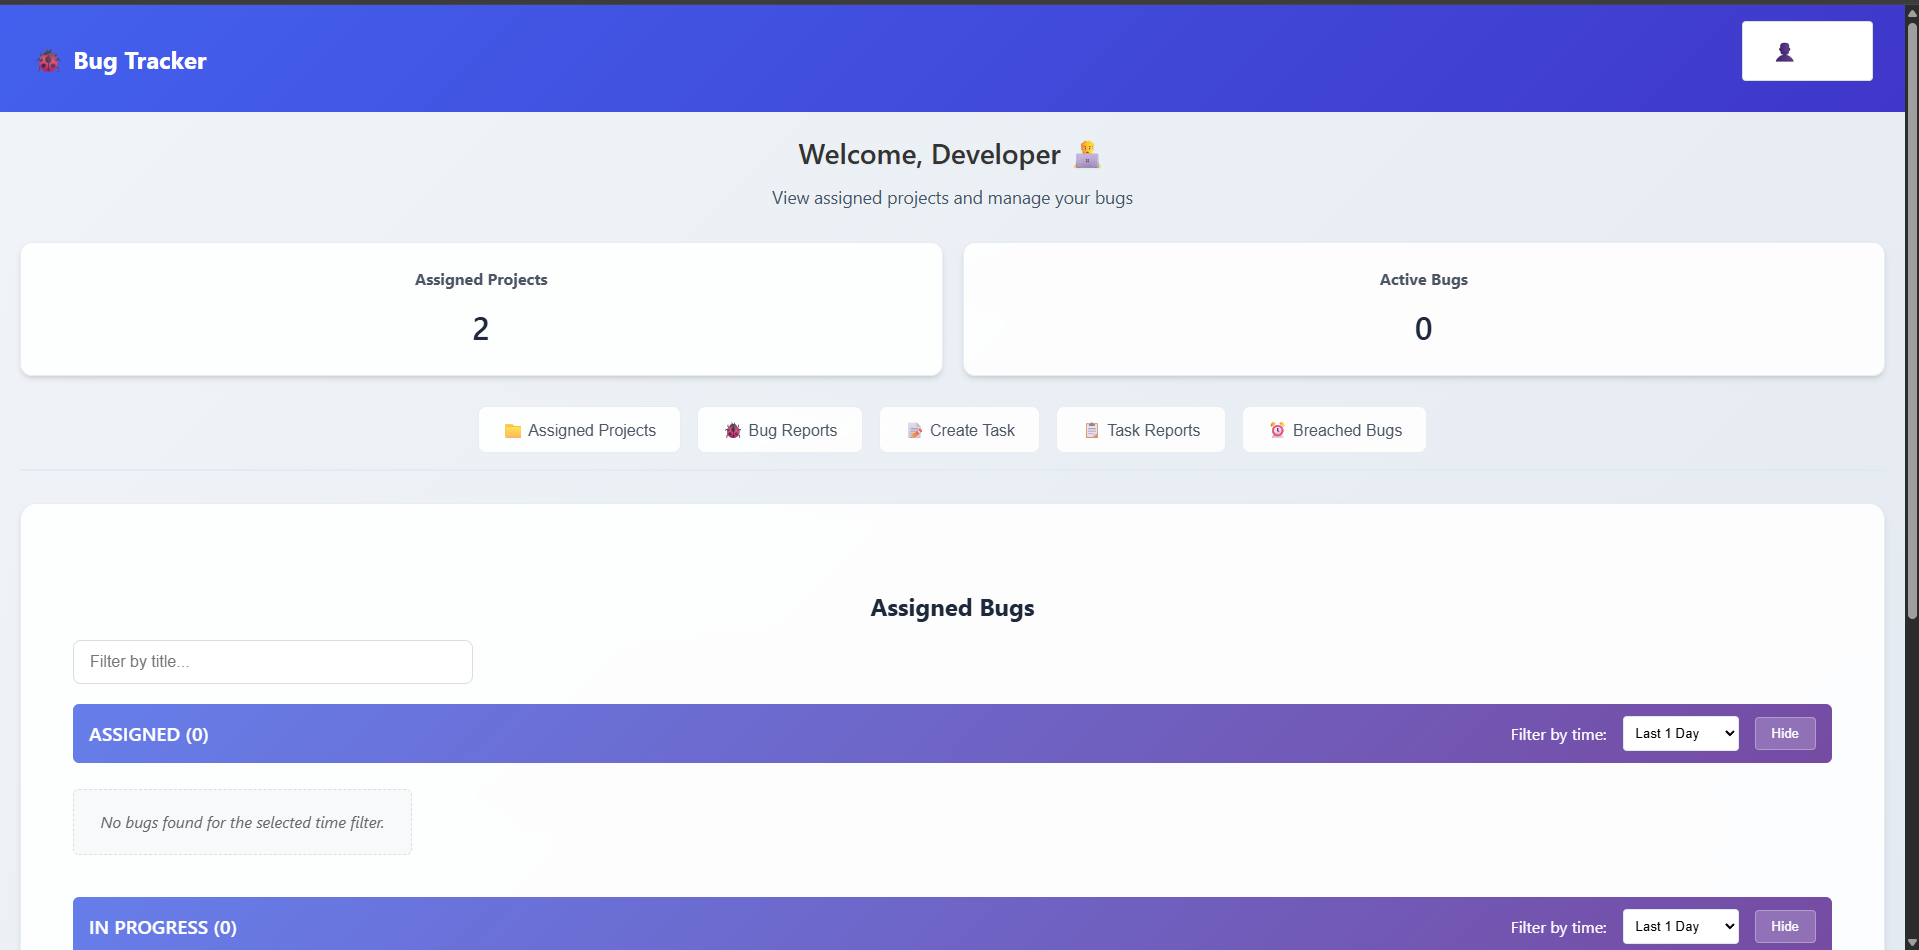 Bug Tracker
Welcome, Developer
View assigned projects and manage your bugs
Assigned Projects
2
Active Bugs
0
Assigned Projects
Bug Reports
Create Task
Task Reports
Breached Bugs
Assigned Bugs
Filter by title...
ASSIGNED (0)
Filter by time:
Last 1 Day
Hide
No bugs found for the selected time filter.
IN PROGRESS (0)
Filter by time:
Last 1 Day
Hide